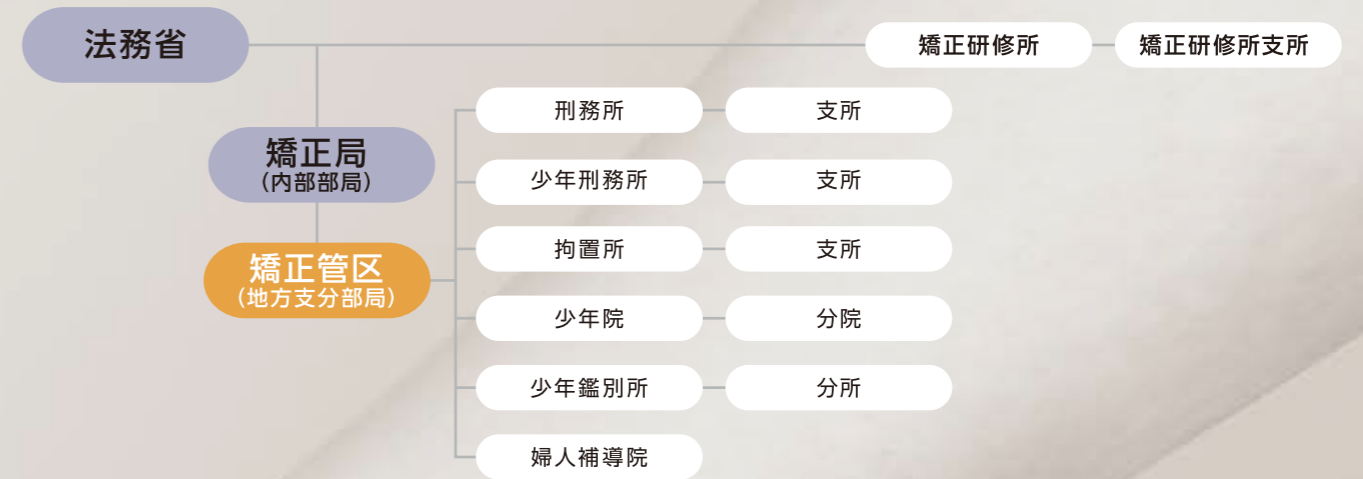 法務省
矯正研修所
矯正研修所支所
矯正局
(内部部局)
矯正管区
(地方支分部局)
刑務所
支所
少年刑務所
支所
拘置所
支所
少年院
分院
少年鑑別所
分所
婦人補導院